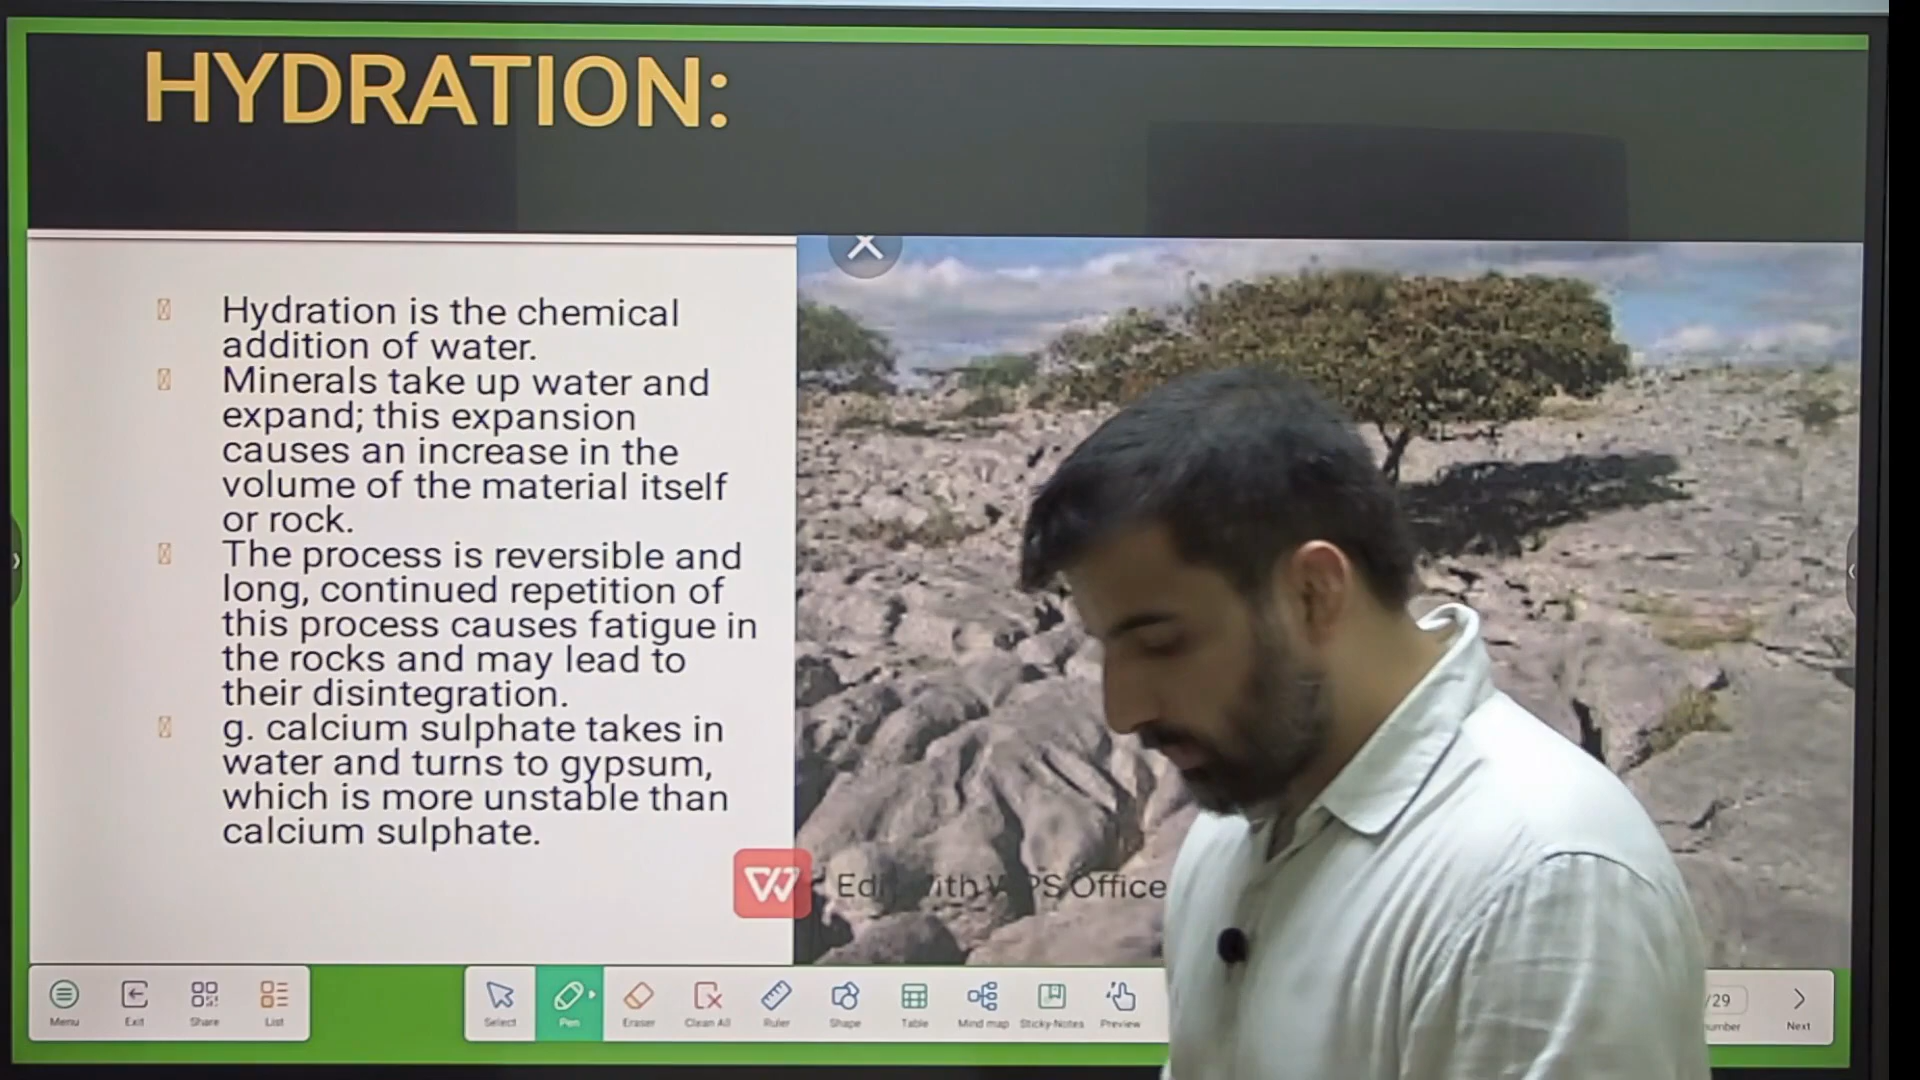 HYDRATION:
Hydration is the chemical
addition of water.
Minerals take up water and
expand; this expansion
causes an increase in the
volume of the material itself
or rock.
The process is reversible and
long, continued repetition of
this process causes fatigue in
the rocks and may lead to
their disintegration.
g. calcium sulphate takes in
water and turns to gypsum,
which is more unstable than
calcium sulphate.
Office
Menu Exit Share List Select Pen Eraser Clean All Ruler Shape Table Mind map Sticky-Notes Preview /29 Next